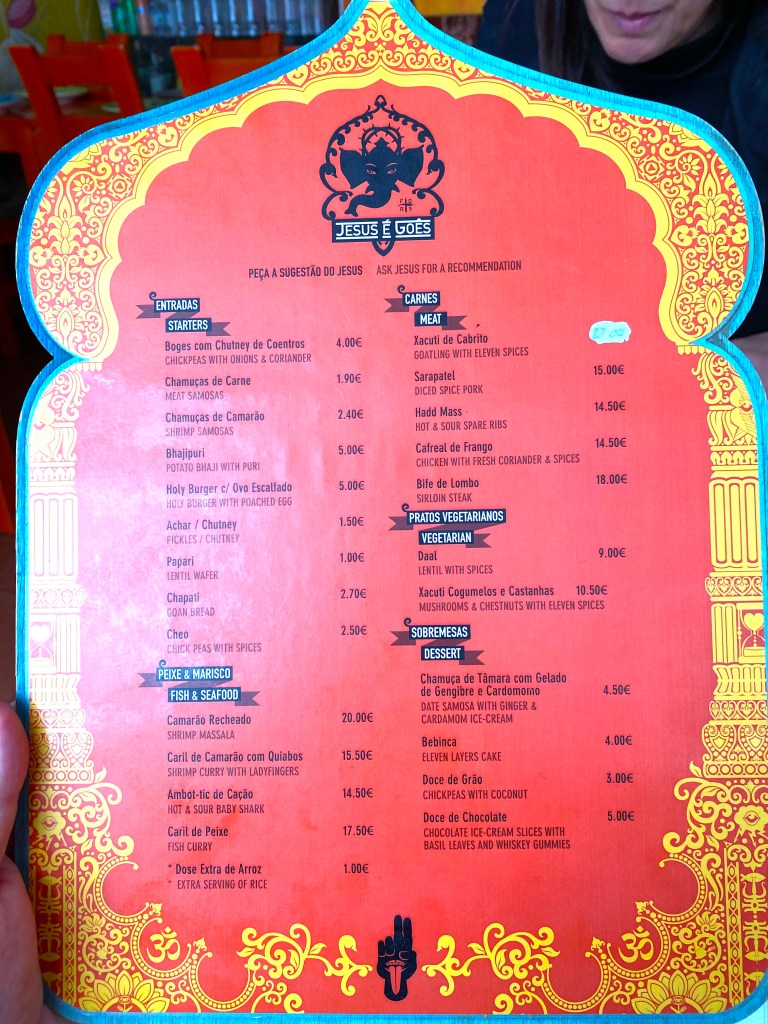 JESUS É GOÊS
PEÇA A SUGESTÃO DO JESUS ASK JESUS FOR A RECOMMENDATION
ENTRADAS
STARTERS
Boges com Chutney de Coentros 4.00€
CHICKPEAS WITH ONIONS & CORIANDER
Chamuças de Carne 1.90€
MEAT SAMOSAS
Chamuças de Camarão 2.40€
SHRIMP SAMOSAS
Bhajipuri 5.00€
POTATO BHAJI WITH PURI
Holy Burger c/ Ovo Escalfado 5.00€
HOLY BURGER WITH POACHED EGG
Achar / Chutney 1.50€
PICKLES / CHUTNEY
Papari 1.00€
LENTIL WAFER
Chapati 2.70€
GOAN BREAD
Cheo 2.50€
CHICK PEAS WITH SPICES
PEIXE & MARISCO
FISH & SEAFOOD
Camarão Recheado 20.00€
SHRIMP MASSALA
Caril de Camarão com Quiabos 15.50€
SHRIMP CURRY WITH LADYFINGERS
Ambot-tic de Cação 14.50€
HOT & SOUR BABY SHARK
Caril de Peixe 17.50€
FISH CURRY
* Dose Extra de Arroz 1.00€
* EXTRA SERVING OF RICE
CARNES
MEAT
Xacuti de Cabrito
GOATLING WITH ELEVEN SPICES
Sarapatel 15.00€
DICED SPICE PORK
Hadd Mass 14.50€
HOT & SOUR SPARE RIBS
Cafreal de Frango 14.50€
CHICKEN WITH FRESH CORIANDER & SPICES
Bife de Lombo 18.00€
SIRLOIN STEAK
PRATOS VEGETARIANOS
VEGETARIAN
Daal 9.00€
LENTIL WITH SPICES
Xacuti Cogumelos e Castanhas 10.50€
MUSHROOMS & CHESTNUTS WITH ELEVEN SPICES
SOBREMESAS
DESSERT
Chamuça de Tâmara com Gelado
de Gengibre e Cardomomo 4.50€
DATE SAMOSA WITH GINGER &
CARDAMOM ICE-CREAM
Bebinca 4.00€
ELEVEN LAYERS CAKE
Doce de Grão 3.00€
CHICKPEAS WITH COCONUT
Doce de Chocolate 5.00€
CHOCOLATE ICE-CREAM SLICES WITH
BASIL LEAVES AND WHISKEY GUMMIES
ॐ ॐ